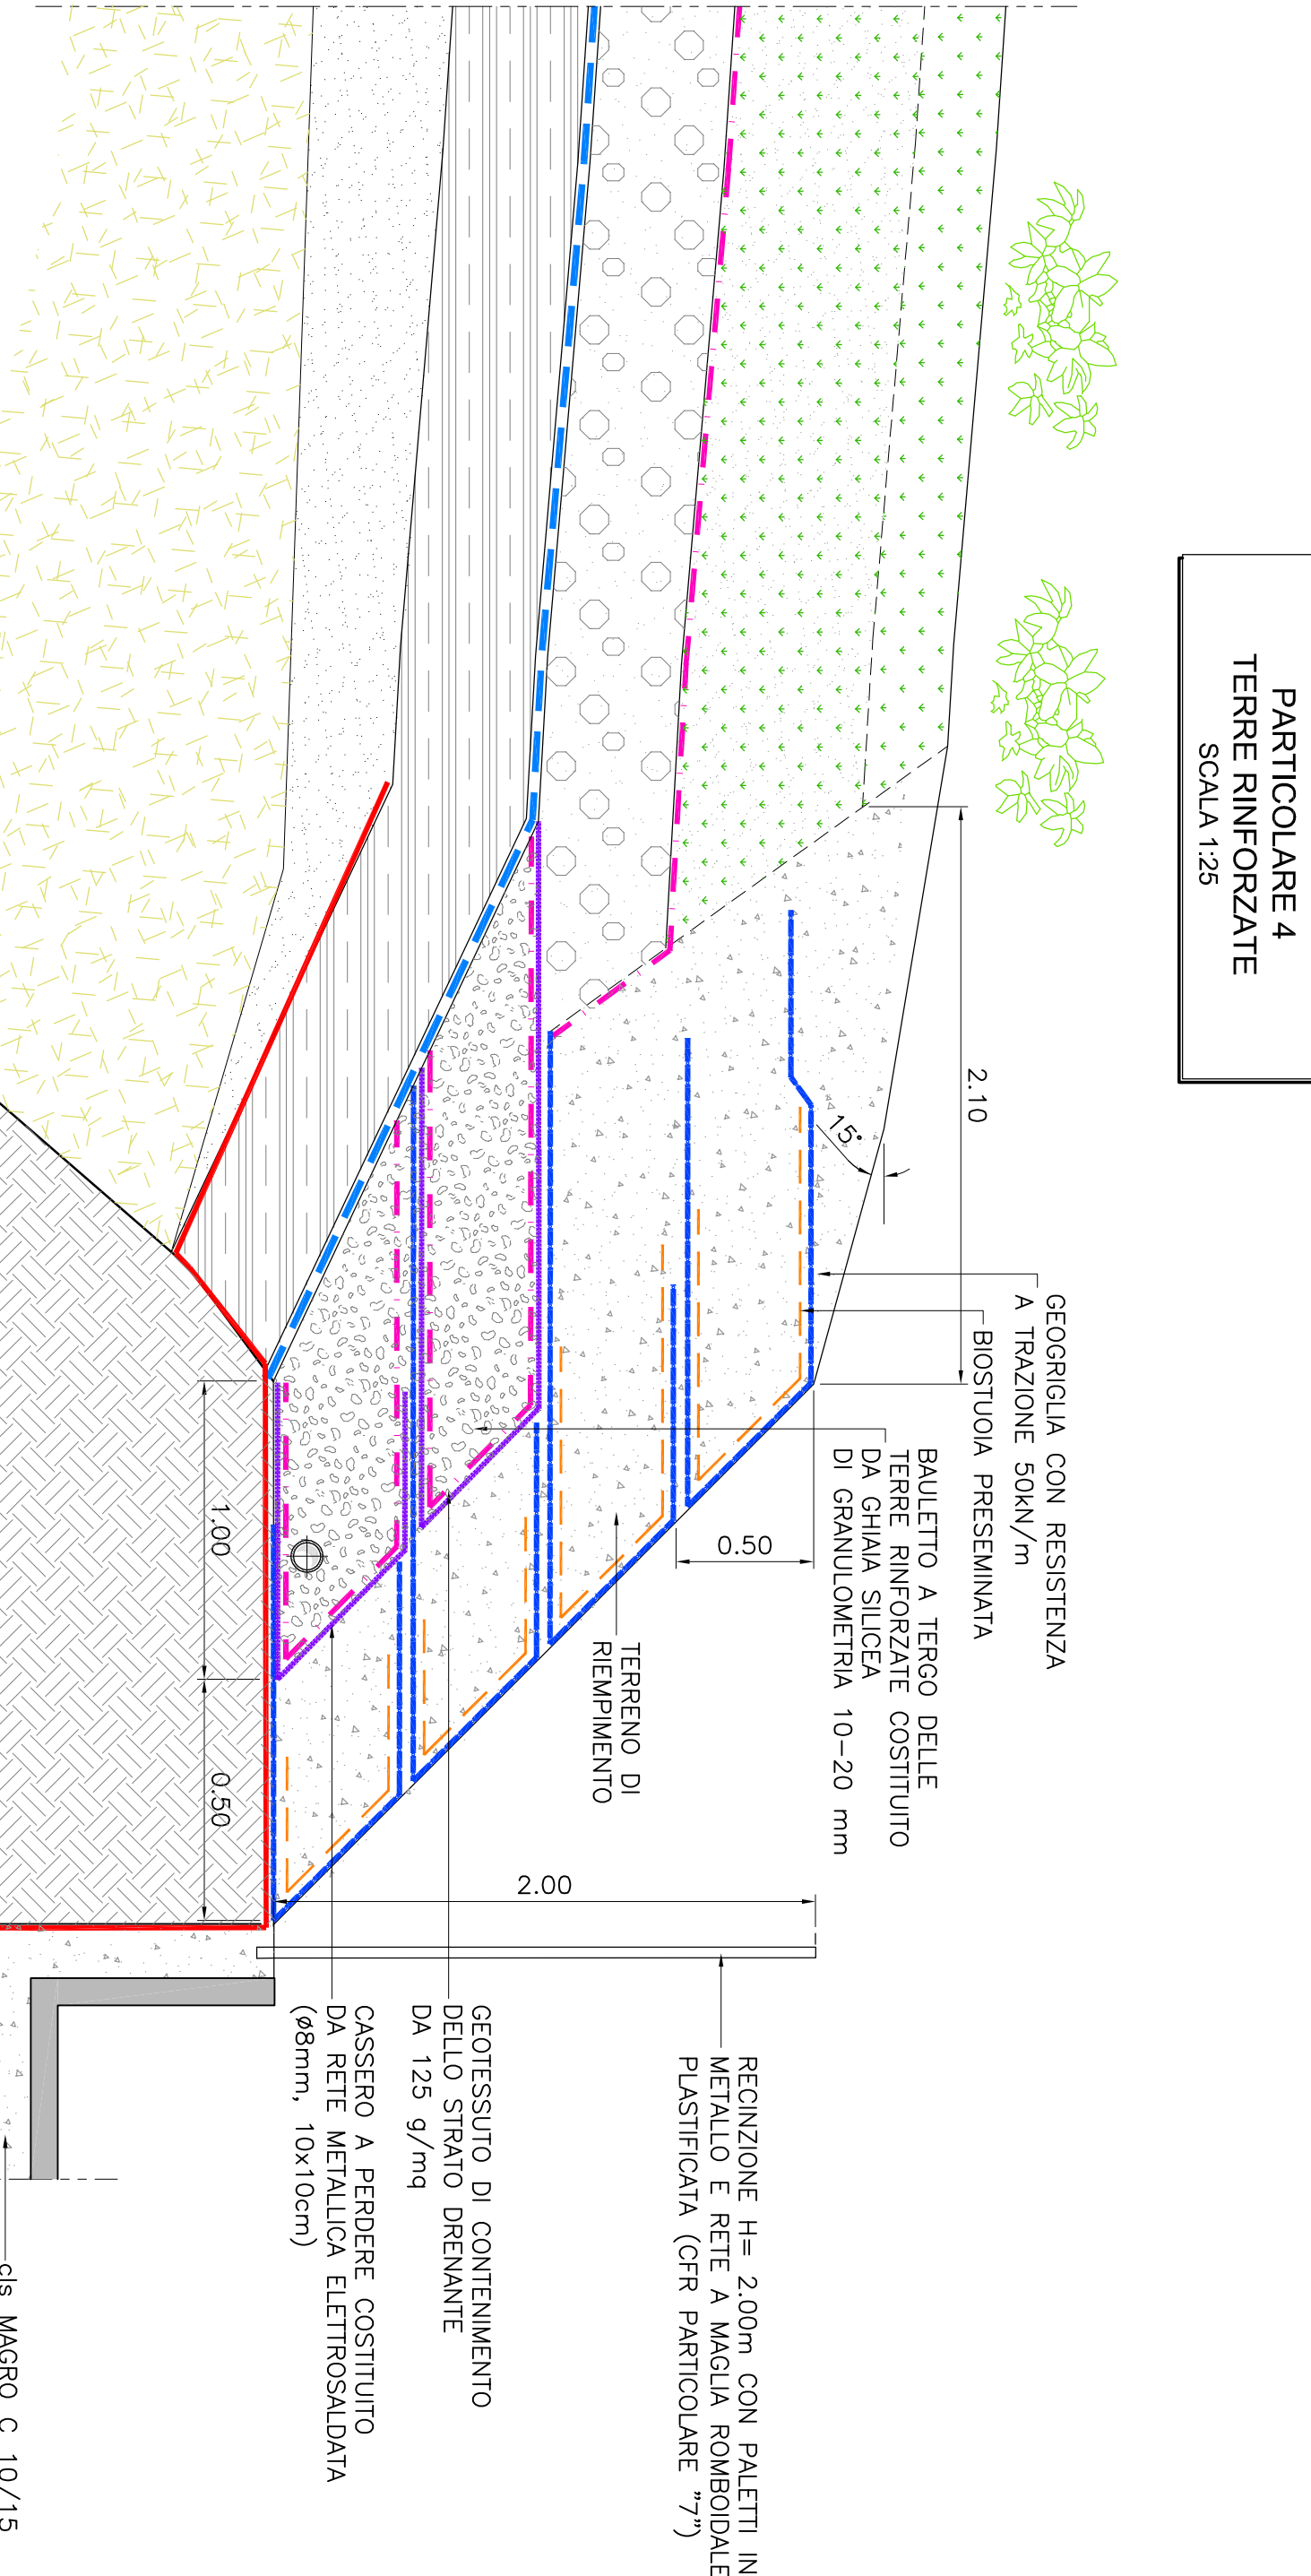 PARTICOLARE 4
TERRE RINFORZATE
SCALA 1:25
2.10
15°
GEOGRIGLIA CON RESISTENZA
A TRAZIONE 50kN/m
BIOSTUOIA PRESEMINATA
BAULETTO A TERGO DELLE
TERRE RINFORZATE COSTITUITO
DA GHIAIA SILICEA
DI GRANULOMETRIA 10-20 mm
0.50
TERRENO DI
RIEMPIMENTO
1.00
0.50
2.00
RECINZIONE H= 2.00m CON PALETTI IN
METALLO E RETE A MAGLIA ROMBOIDALE
PLASTIFICATA (CFR PARTICOLARE "7")
GEOTESSUTO DI CONTENIMENTO
DELLO STRATO DRENANTE
DA 125 g/mq
CASSERO A PERDERE COSTITUITO
DA RETE METALLICA ELETTROSALDATA
(ø8mm, 10x10cm)
cls MAGRO C 10/15